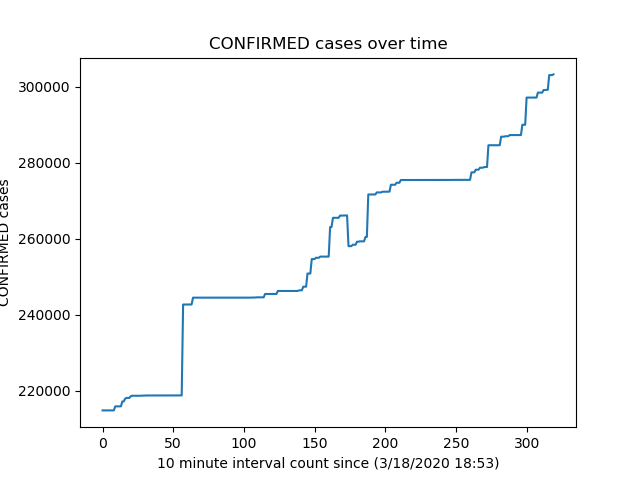 CONFIRMED cases over time
300000
280000
260000
240000
220000
CONFIRMED cases
0 50 100 150 200 250 300
10 minute interval count since (3/18/2020 18:53)